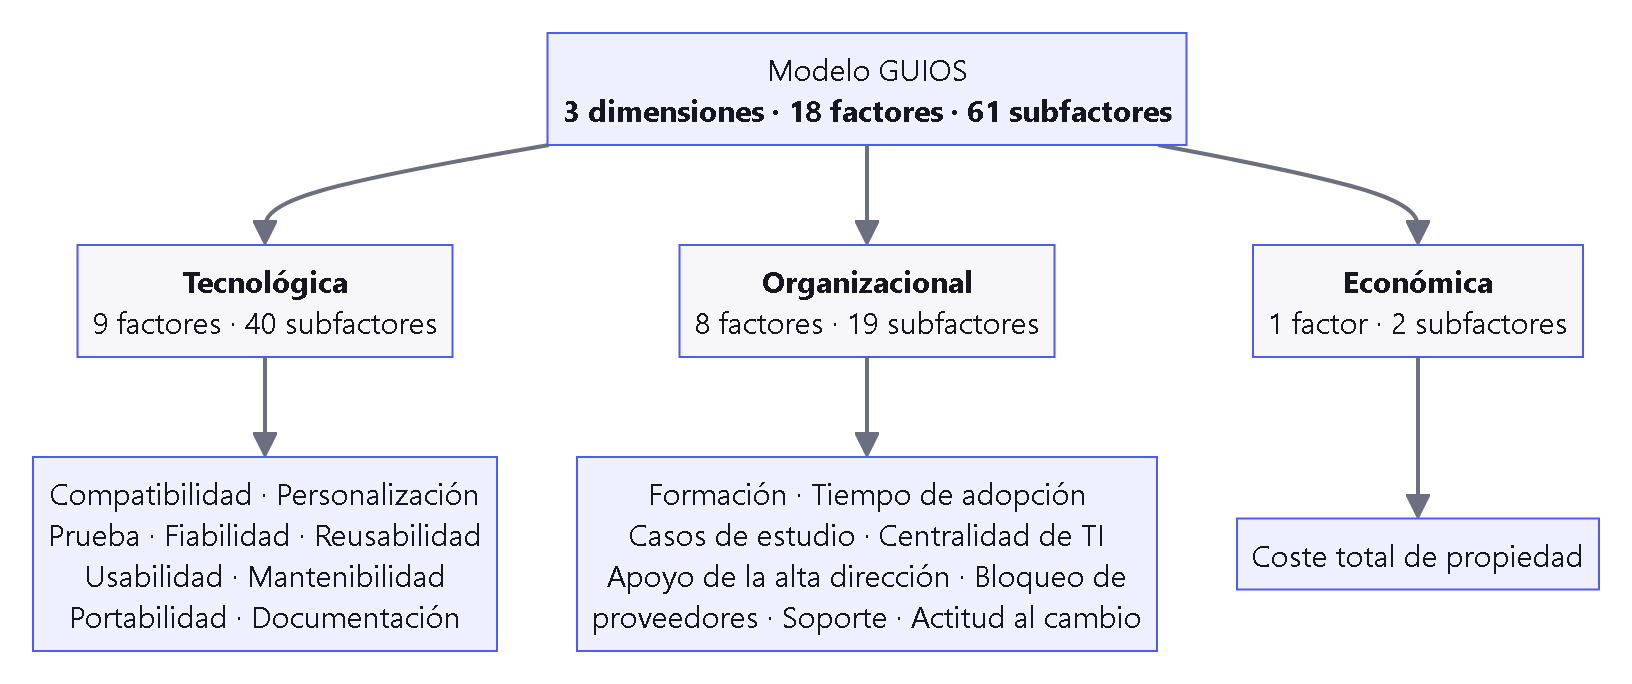 Modelo GUIOS
3 dimensiones · 18 factores · 61 subfactores
Tecnológica
9 factores · 40 subfactores
Organizacional
8 factores · 19 subfactores
Económica
1 factor · 2 subfactores
Compatibilidad · Personalización
Prueba · Fiabilidad · Reusabilidad
Usabilidad · Mantenibilidad
Portabilidad · Documentación
Formación · Tiempo de adopción
Casos de estudio · Centralidad de TI
Apoyo de la alta dirección · Bloqueo de
proveedores · Soporte · Actitud al cambio
Coste total de propiedad